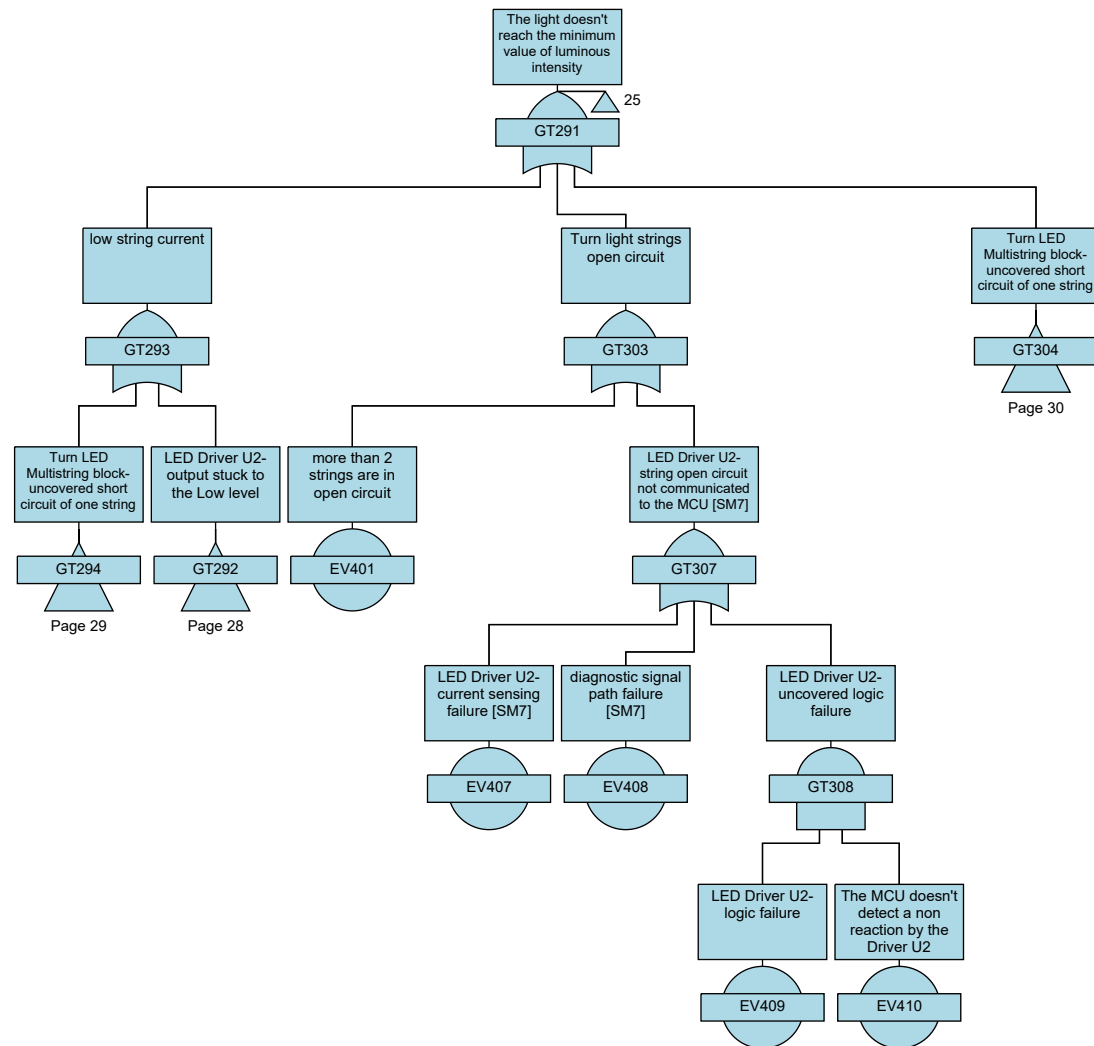 The light doesn't
reach the minimum
value of luminous
intensity
25
GT291
low string current
Turn light strings
open circuit
Turn LED
Multistring block-
uncovered short
circuit of one string
GT293
GT303
GT304
Page 30
Turn LED
Multistring block-
uncovered short
circuit of one string
LED Driver U2-
output stuck to
the Low level
more than 2
strings are in
open circuit
LED Driver U2-
string open circuit
not communicated
to the MCU [SM7]
GT294
GT292
EV401
GT307
Page 29
Page 28
LED Driver U2-
current sensing
failure [SM7]
diagnostic signal
path failure
[SM7]
LED Driver U2-
uncovered logic
failure
EV407
EV408
GT308
LED Driver U2-
logic failure
The MCU doesn't
detect a non
reaction by the
Driver U2
EV409
EV410